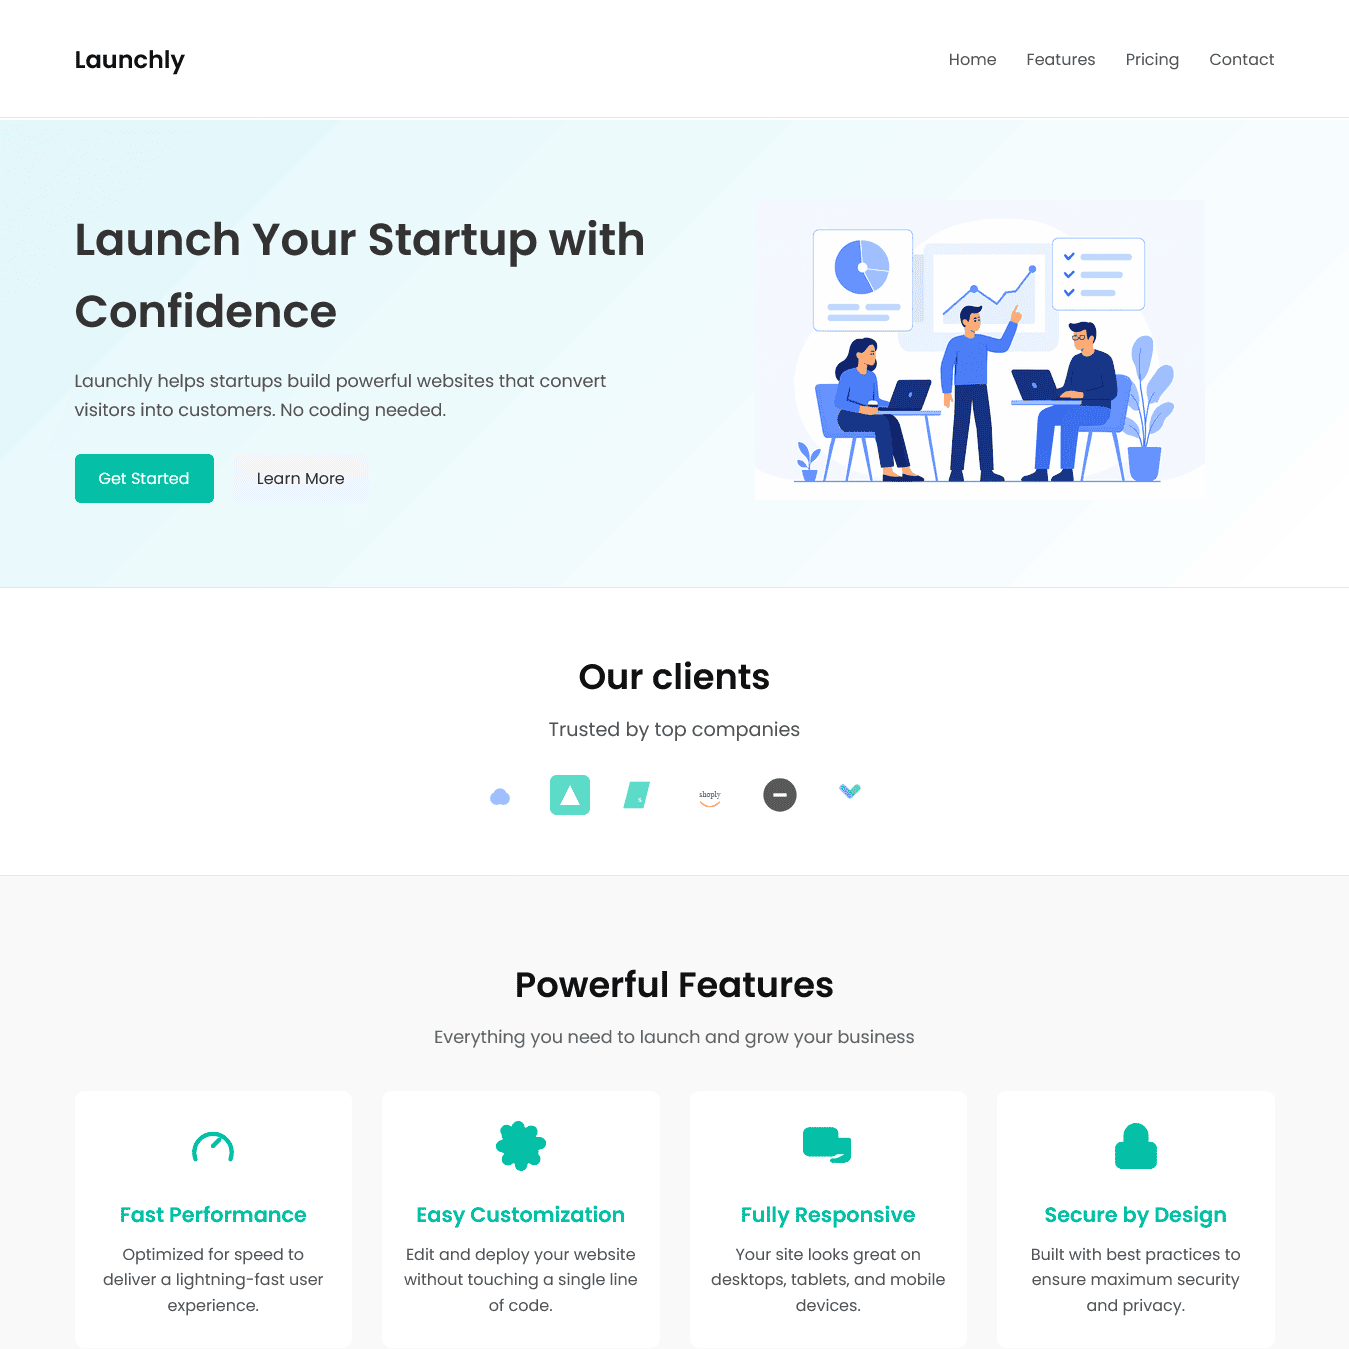 Launchly
Home Features Pricing Contact
Launch Your Startup with
Confidence
Launchly helps startups build powerful websites that convert
visitors into customers. No coding needed.
Get Started Learn More
Our clients
Trusted by top companies
s shoply
Powerful Features
Everything you need to launch and grow your business
Fast Performance
Optimized for speed to
deliver a lightning-fast user
experience.
Easy Customization
Edit and deploy your website
without touching a single line
of code.
Fully Responsive
Your site looks great on
desktops, tablets, and mobile
devices.
Secure by Design
Built with best practices to
ensure maximum security
and privacy.